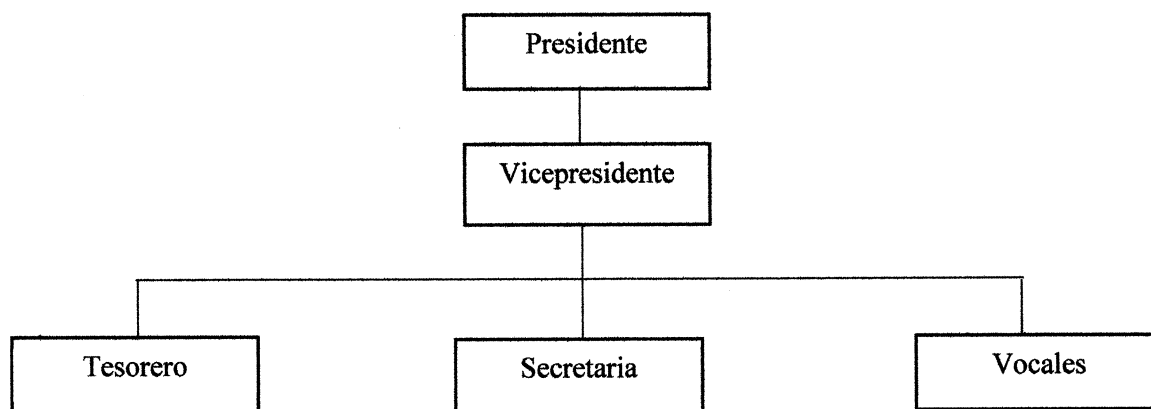 Presidente
Vicepresidente
Tesorero
Secretaria
Vocales